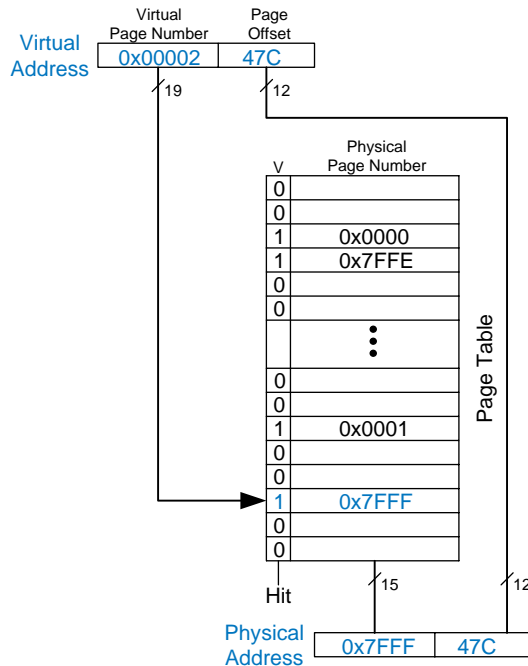 Virtual Page Number
Page Offset
Virtual Address
0x00002 47C
19 12
V
Physical Page Number
0
0
1 0x0000
1 0x7FFE
0
0
0
0
1 0x0001
0
0
1 0x7FFF
0
0
Page Table
Hit
15 12
Physical Address
0x7FFF 47C